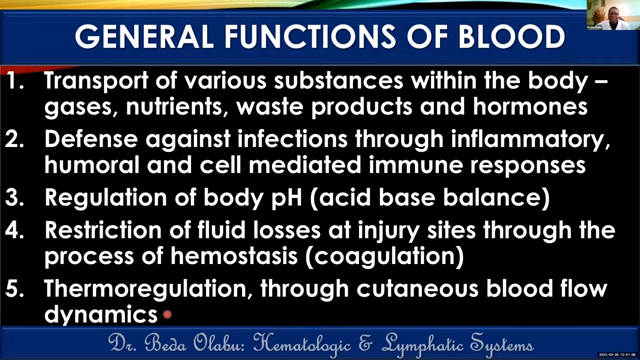 GENERAL FUNCTIONS OF BLOOD
1. Transport of various substances within the body –
gases, nutrients, waste products and hormones
2. Defense against infections through inflammatory,
humoral and cell mediated immune responses
3. Regulation of body pH (acid base balance)
4. Restriction of fluid losses at injury sites through the
process of hemostasis (coagulation)
5. Thermoregulation, through cutaneous blood flow
dynamics
Dr. Beda Olabu: Hematologic & Lymphatic Systems